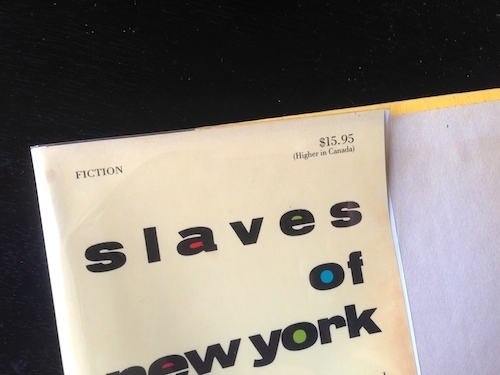 $15.95
(Higher in Canada)
FICTION
slaves
of
new york